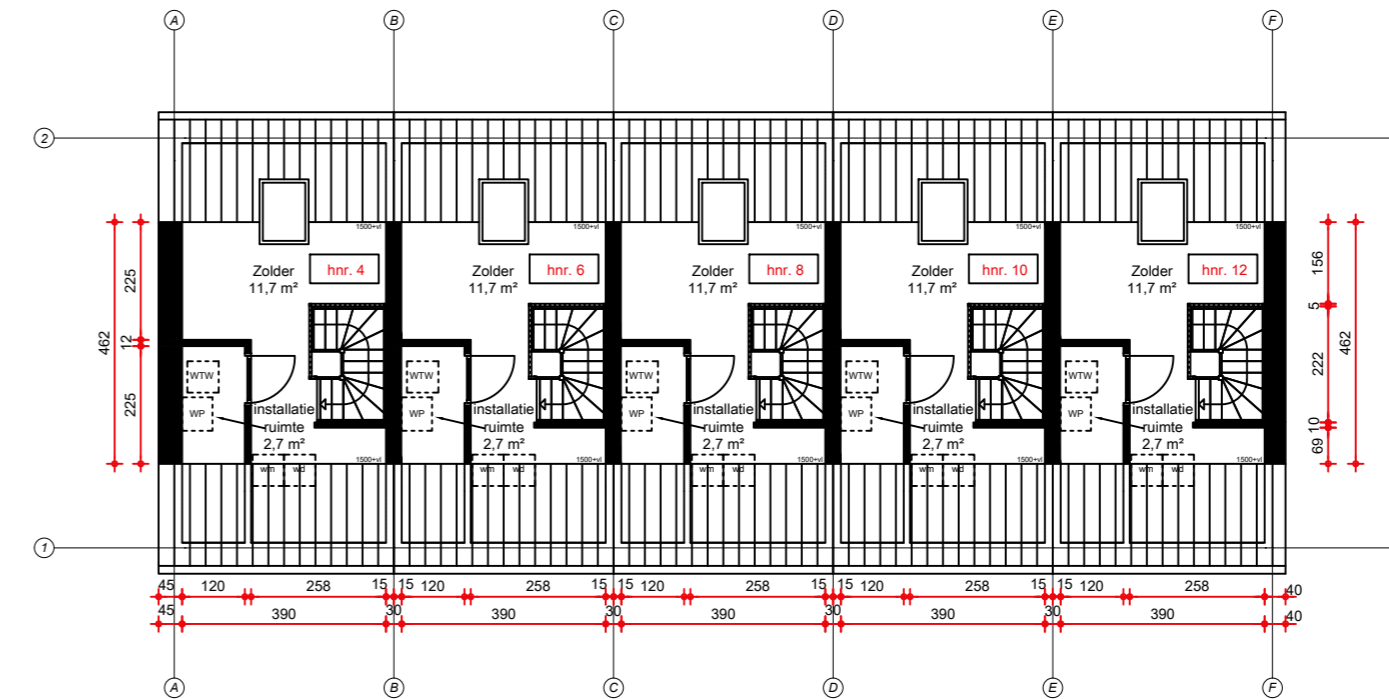 A B C D E F
2
1500+vl 1500+vl 1500+vl 1500+vl 1500+vl
Zolder hnr. 4 Zolder hnr. 6 Zolder hnr. 8 Zolder hnr. 10 Zolder hnr. 12
11,7 m² 11,7 m² 11,7 m² 11,7 m² 11,7 m²
225 156
5
462 12 222 462
WTW WTW WTW WTW WTW
225
WP installatie WP installatie WP installatie WP installatie WP installatie
ruimte ruimte ruimte ruimte ruimte 10
2,7 m² 2,7 m² 2,7 m² 2,7 m² 2,7 m² 69
1500+vl 1500+vl 1500+vl 1500+vl 1500+vl
wm wd wm wd wm wd wm wd wm wd
1
45 120 258 15 15 120 258 15 15 120 258 15 15 120 258 15 15 120 258 40
45 390 30 390 30 390 30 390 30 390 40
A B C D E F